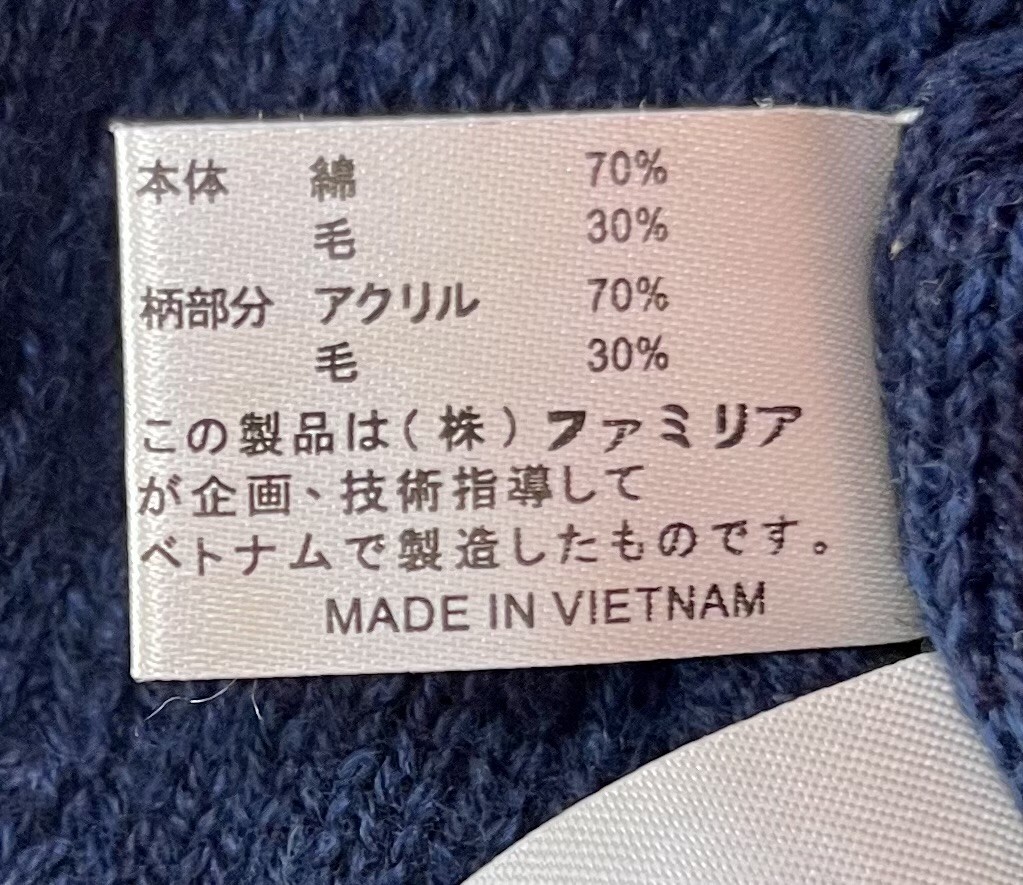 本体 綿 70%
毛 30%
柄部分 アクリル 70%
毛 30%
この製品は(株)ファミリア
が企画、技術指導して
ベトナムで製造したものです。
MADE IN VIETNAM